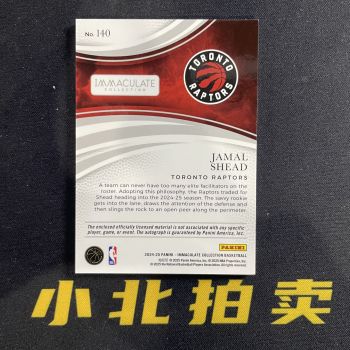 No. 140
IMMACULATE
COLLECTION
TORONTO
RAPTORS
JAMAL
SHEAD
TORONTO RAPTORS
A team can never have too many elite facilitators on the
roster. Adopting this philosophy, the Raptors traded for
Shead heading into the 2024-25 season. The savvy rookie
gets into the lane, draws the attention of the defense and
then slings the rock to an open peer along the perimeter.
The enclosed officially licensed material is not associated with any specific
player, game, or event. The autograph is guaranteed by Panini America, Inc.
PANINI
2024-25 PANINI - IMMACULATE COLLECTION BASKETBALL
小北拍卖